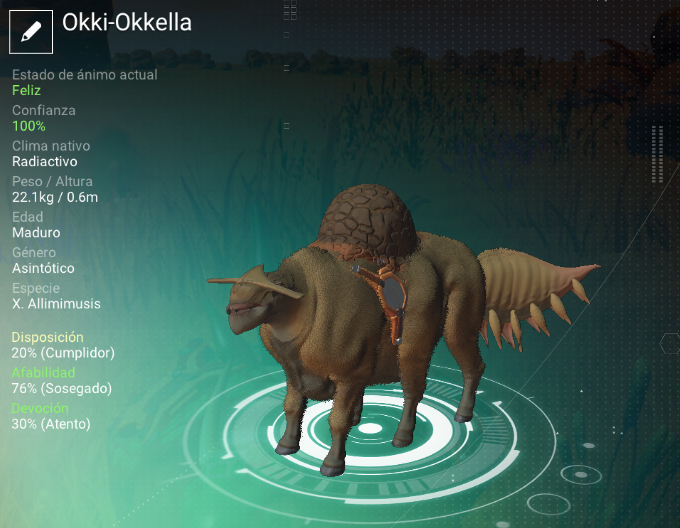 Okki-Okkella
Estado de ánimo actual
Feliz
Confianza
100%
Clima nativo
Radiactivo
Peso / Altura
22.1kg / 0.6m
Edad
Maduro
Género
Asintótico
Especie
X. Allimimusis
Disposición
20% (Cumplidor)
Afabilidad
76% (Sosegado)
Devoción
30% (Atento)